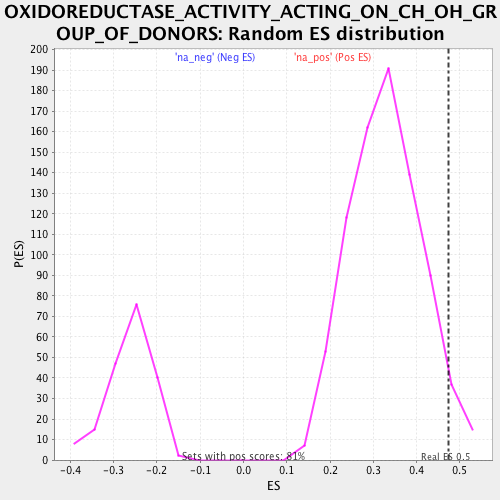 OXIDOREDUCTASE_ACTIVITY_ACTING_ON_CH_OH_GR
OUP_OF_DONORS: Random ES distribution
'na_neg' (Neg ES) 'na_pos' (Pos ES)
200
190
180
170
160
150
140
130
120
110
100
90
80
70
60
50
40
30
20
10
0
P(ES)
Sets with pos scores: 81%
Real ES 0.5
-0.4 -0.3 -0.2 -0.1 0.0 0.1 0.2 0.3 0.4 0.5
ES